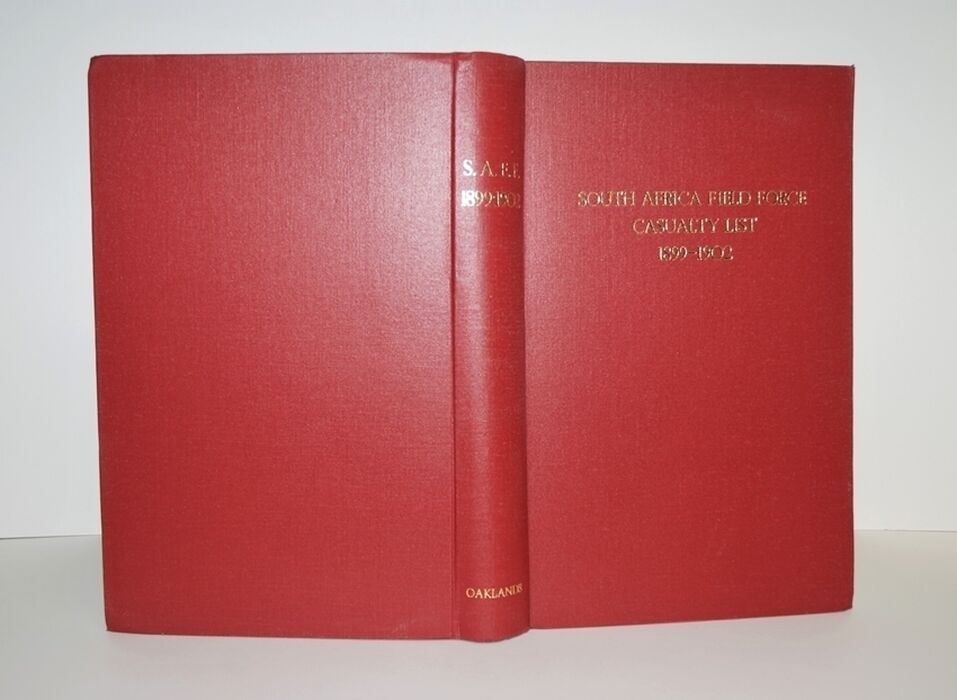 S. A. F. F.
1899-1902
OAKLANDS
SOUTH AFRICA FIELD FORCE
CASUALTY LIST
1899-1902